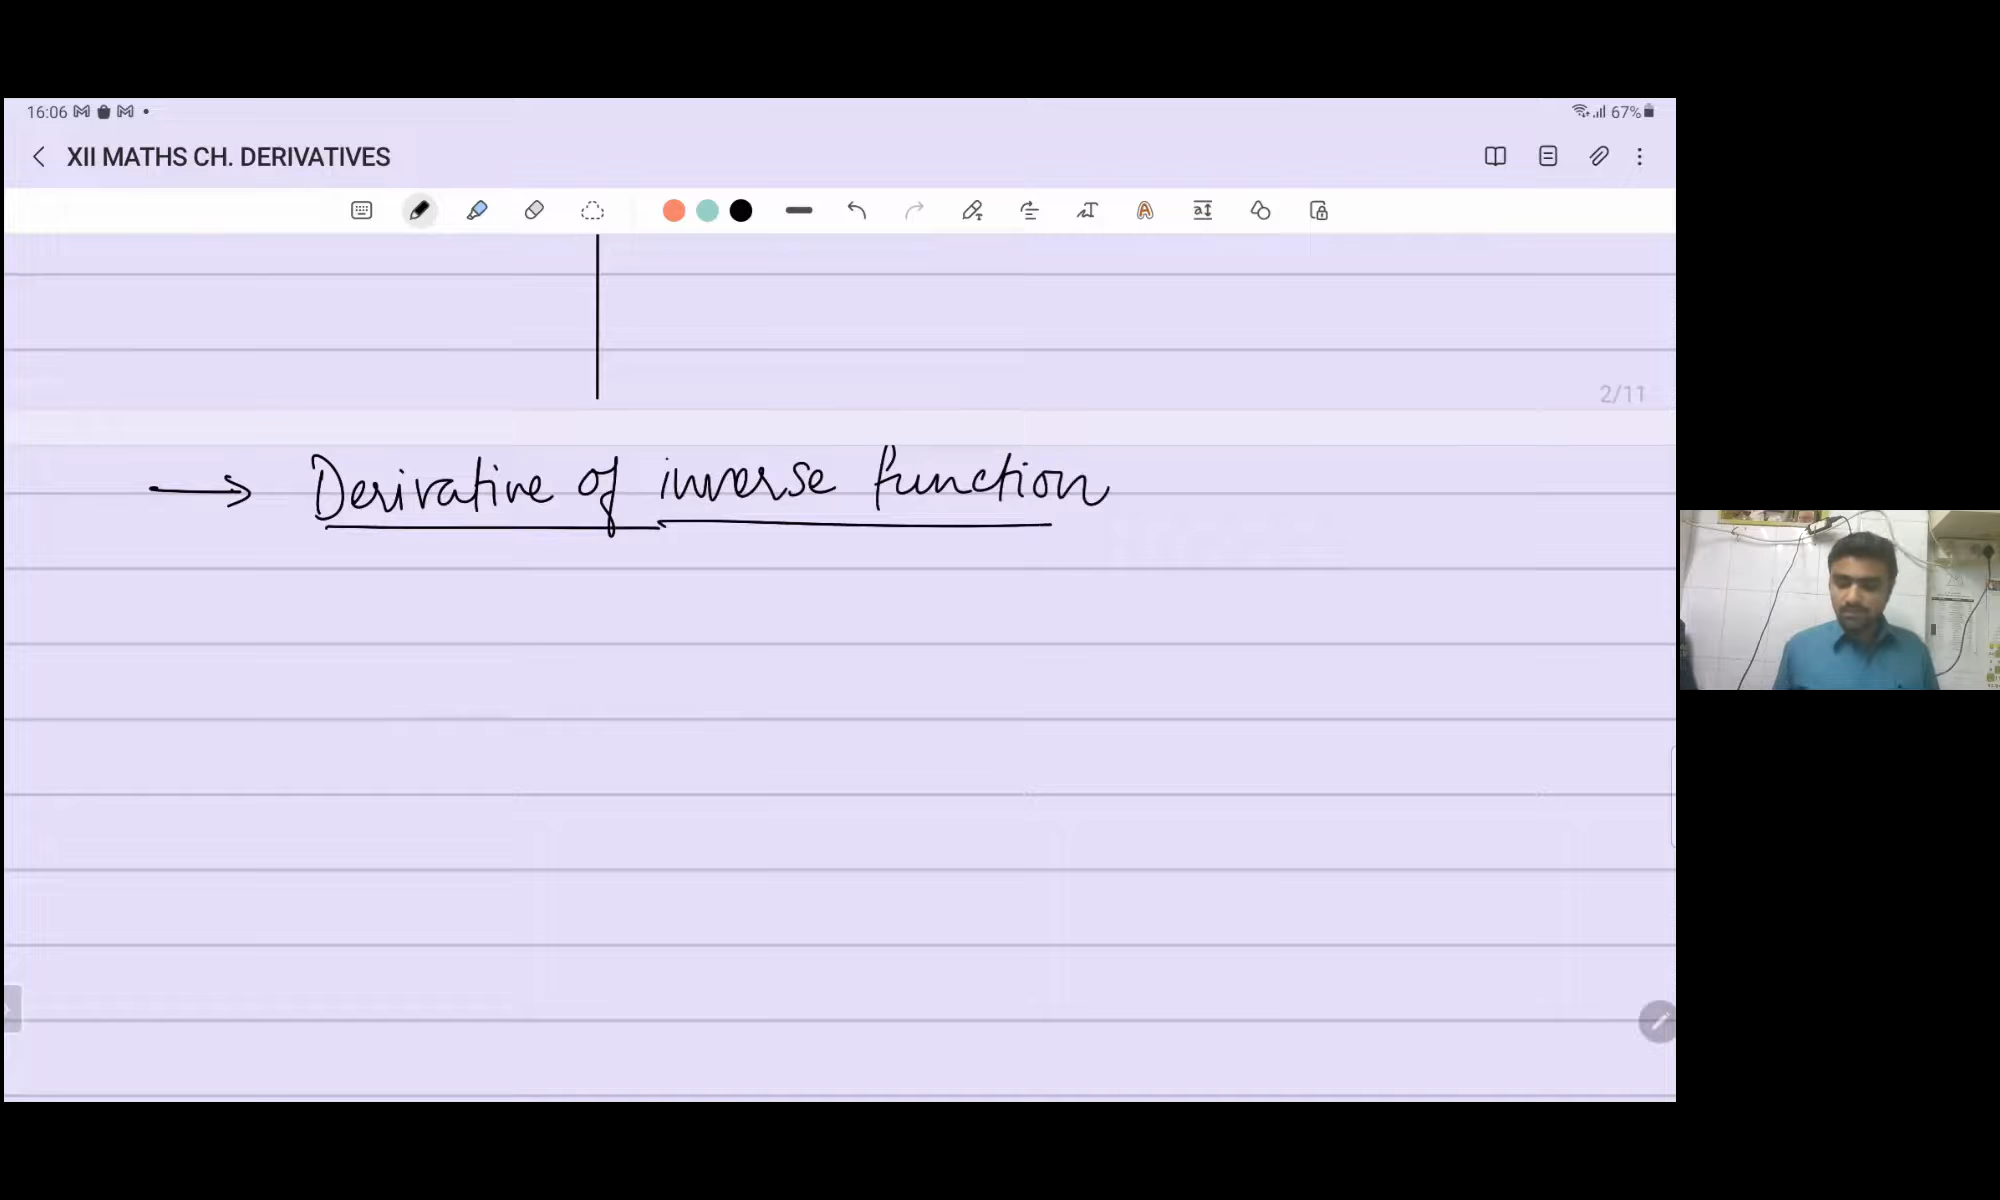 16:06
67%
XII MATHS CH. DERIVATIVES
2/11
→ Derivative of inverse function